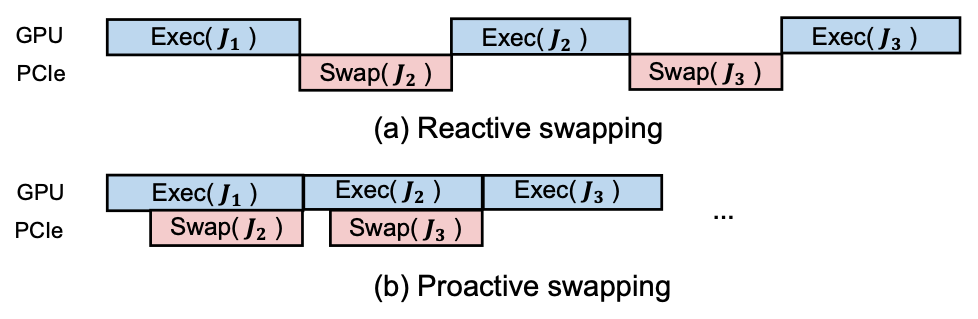 GPU Exec( J₁ ) Exec( J₂ ) Exec( J₃ )
PCIe Swap( J₂ ) Swap( J₃ )
(a) Reactive swapping
GPU Exec( J₁ ) Exec( J₂ ) Exec( J₃ )
PCIe Swap( J₂ ) Swap( J₃ ) ...
(b) Proactive swapping